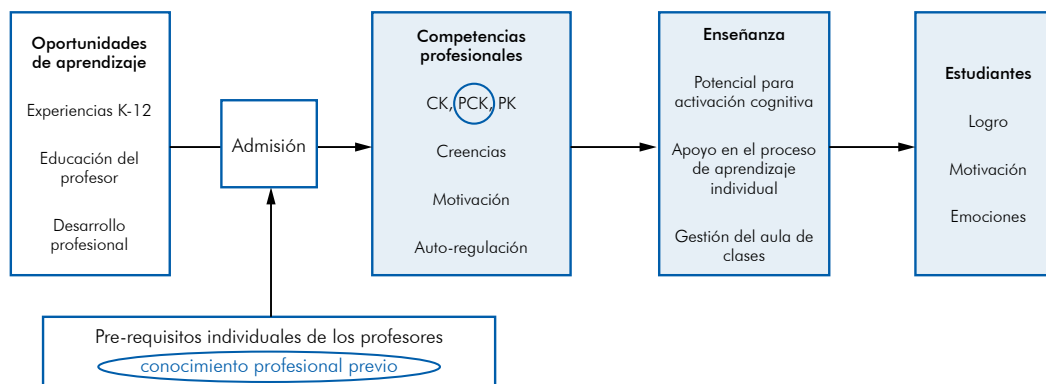 Oportunidades
de aprendizaje
Experiencias K-12
Educación del
profesor
Desarrollo
profesional
Admisión
Competencias
profesionales
CK, PCK, PK
Creencias
Motivación
Auto-regulación
Enseñanza
Potencial para
activación cognitiva
Apoyo en el proceso
de aprendizaje
individual
Gestión del aula de
clases
Estudiantes
Logro
Motivación
Emociones
Pre-requisitos individuales de los profesores
conocimiento profesional previo